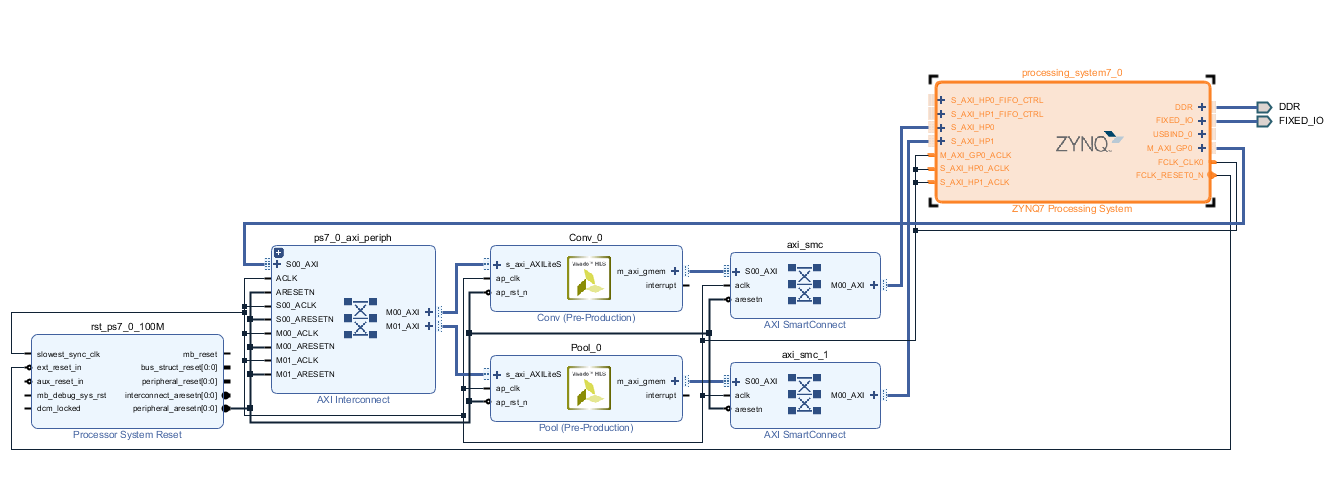 processing_system7_0
S_AXI_HP0_FIFO_CTRL
S_AXI_HP1_FIFO_CTRL
S_AXI_HP0
S_AXI_HP1
M_AXI_GP0_ACLK
S_AXI_HP0_ACLK
S_AXI_HP1_ACLK
ZYNQ
DDR
FIXED_IO
USBIND_0
M_AXI_GP0
FCLK_CLK0
FCLK_RESET0_N
ZYNQ7 Processing System
DDR
FIXED_IO
ps7_0_axi_periph
S00_AXI
ACLK
ARESETN
S00_ACLK
S00_ARESETN
M00_ACLK
M00_ARESETN
M01_ACLK
M01_ARESETN
M00_AXI
M01_AXI
AXI Interconnect
Conv_0
s_axi_AXILiteS
ap_clk
ap_rst_n
Vivado™ HLS
m_axi_gmem
interrupt
Conv (Pre-Production)
axi_smc
S00_AXI
aclk
aresetn
M00_AXI
AXI SmartConnect
rst_ps7_0_100M
slowest_sync_clk
ext_reset_in
aux_reset_in
mb_debug_sys_rst
dcm_locked
mb_reset
bus_struct_reset[0:0]
peripheral_reset[0:0]
interconnect_aresetn[0:0]
peripheral_aresetn[0:0]
Processor System Reset
Pool_0
s_axi_AXILiteS
ap_clk
ap_rst_n
Vivado™ HLS
m_axi_gmem
interrupt
Pool (Pre-Production)
axi_smc_1
S00_AXI
aclk
aresetn
M00_AXI
AXI SmartConnect